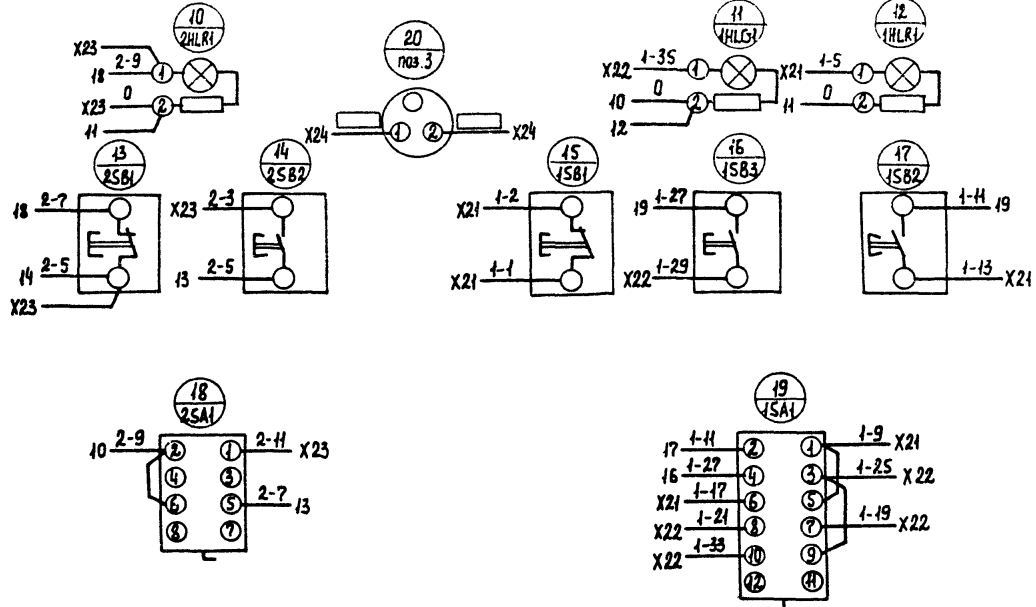 10
2HLR1
X23
2-9
18
1
X23
0
2
11
20
поз.3
X24
1
2
X24
11
1HLG1
X22
1-35
1
10
0
2
12
12
1HLR1
X21
1-5
1
11
0
2
13
2SB1
18
2-7
14
2-5
X23
14
2SB2
X23
2-3
13
2-5
15
1SB1
X21
1-2
X21
1-1
16
1SB3
19
1-27
X22
1-29
17
1SB2
1-11
19
1-13
X21
18
2SA1
10
2-9
2
1
2-11
X23
4
3
6
5
2-7
13
8
7
19
1SA1
17
1-11
2
1
1-9
X21
16
1-27
4
3
1-25
X22
X21
1-17
6
5
X22
1-21
8
7
1-19
X22
X22
1-33
10
9
12
11